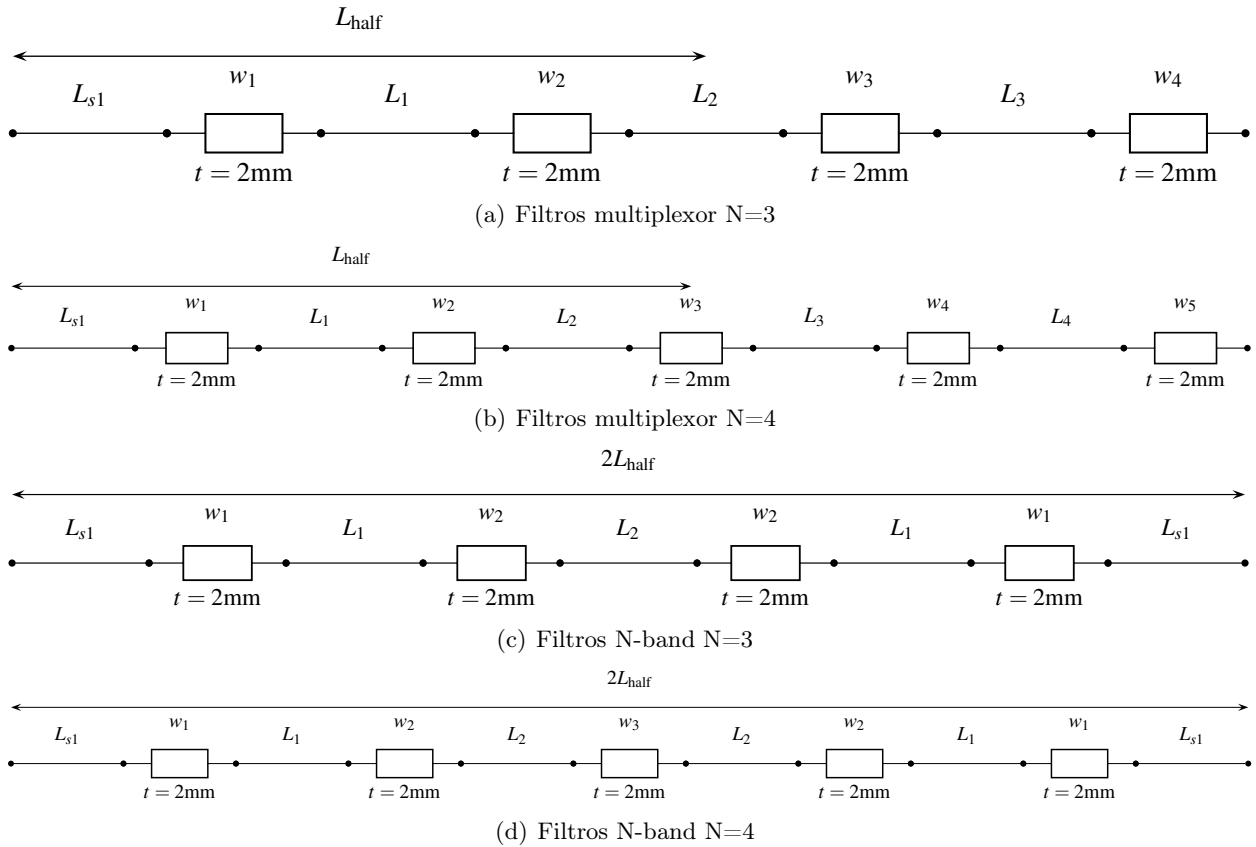 L_half
L_s1 w_1 L_1 w_2 L_2 w_3 L_3 w_4
t = 2mm t = 2mm t = 2mm t = 2mm
(a) Filtros multiplexor N=3
L_half
L_s1 w_1 L_1 w_2 L_2 w_3 L_3 w_4 L_4 w_5
t = 2mm t = 2mm t = 2mm t = 2mm t = 2mm
(b) Filtros multiplexor N=4
2L_half
L_s1 w_1 L_1 w_2 L_2 w_2 L_1 w_1 L_s1
t = 2mm t = 2mm t = 2mm t = 2mm
(c) Filtros N-band N=3
2L_half
L_s1 w_1 L_1 w_2 L_2 w_3 L_2 w_2 L_1 w_1 L_s1
t = 2mm t = 2mm t = 2mm t = 2mm t = 2mm
(d) Filtros N-band N=4